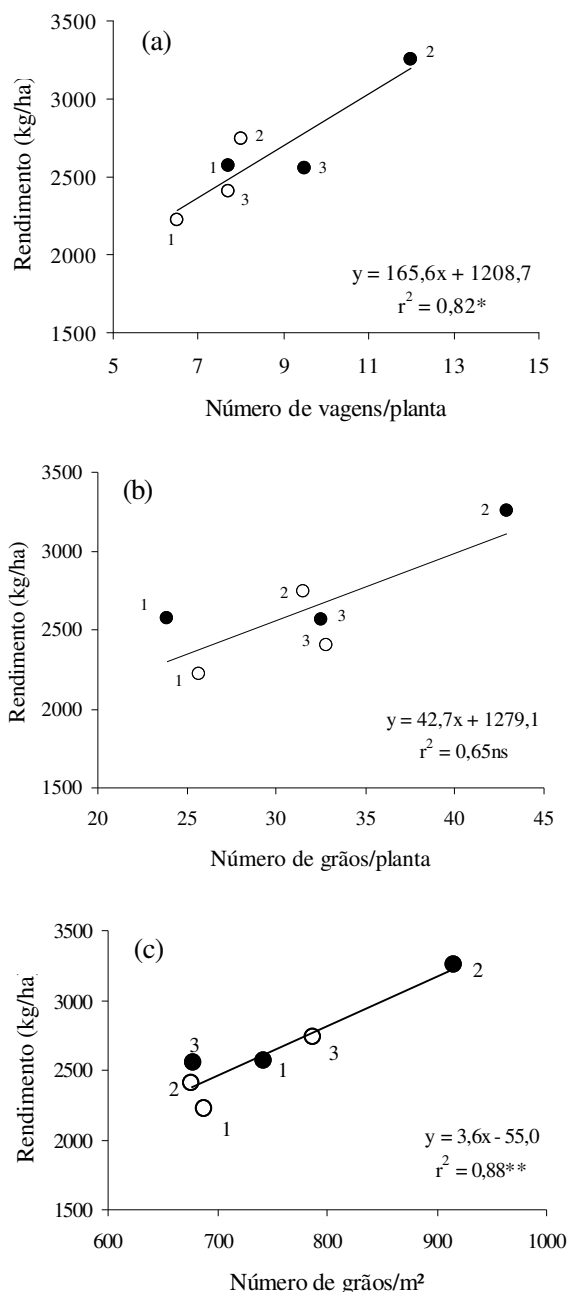 (a)
Rendimento (kg/ha)
3500
3000
2500
2000
1500
2
2
1
3
3
1
y = 165,6x + 1208,7
r² = 0,82*
5 7 9 11 13 15
Número de vagens/planta
(b)
Rendimento (kg/ha)
3500
3000
2500
2000
1500
2
1
2
3
3
1
y = 42,7x + 1279,1
r² = 0,65ns
20 25 30 35 40 45
Número de grãos/planta
(c)
Rendimento (kg/ha)
3500
3000
2500
2000
1500
2
3
3
1
2
1
y = 3,6x - 55,0
r² = 0,88**
600 700 800 900 1000
Número de grãos/m²